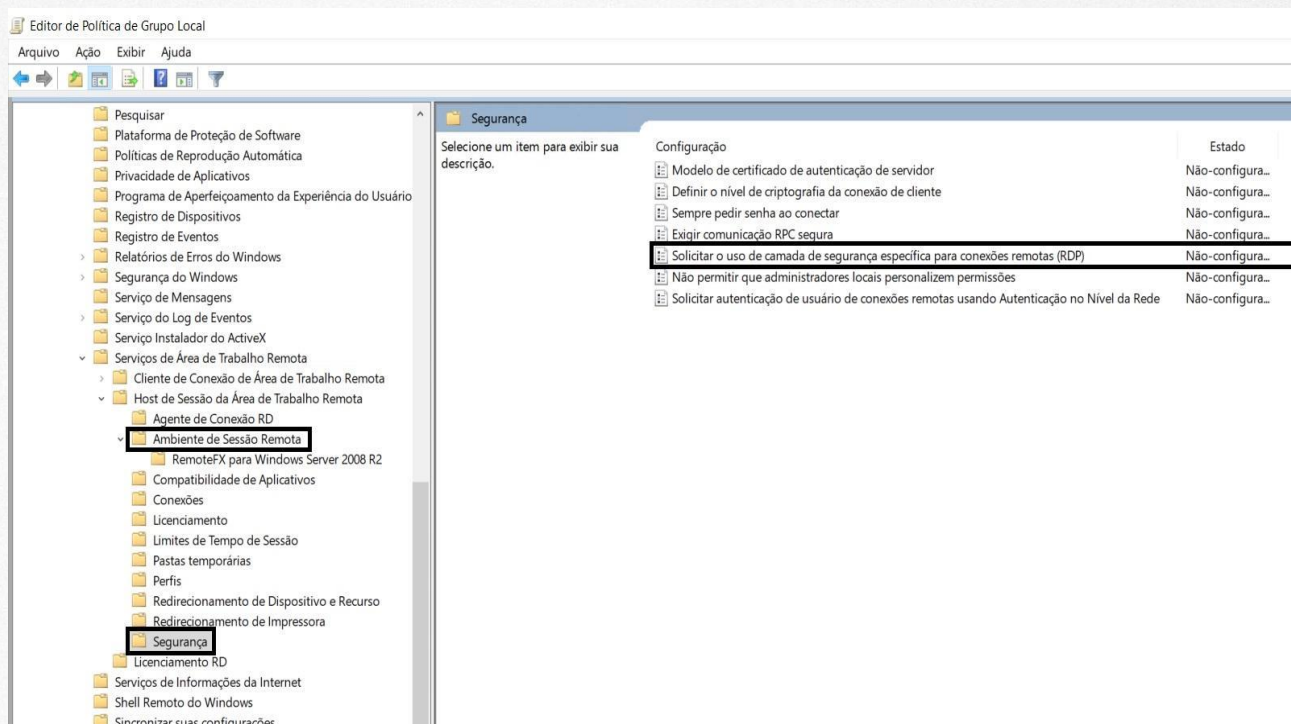 Editor de Política de Grupo Local
Arquivo Ação Exibir Ajuda
Pesquisar
Plataforma de Proteção de Software
Políticas de Reprodução Automática
Privacidade de Aplicativos
Programa de Aperfeiçoamento da Experiência do Usuário
Registro de Dispositivos
Registro de Eventos
Relatórios de Erros do Windows
Segurança do Windows
Serviço de Mensagens
Serviço do Log de Eventos
Serviço Instalador do ActiveX
Serviços de Área de Trabalho Remota
Cliente de Conexão de Área de Trabalho Remota
Host de Sessão da Área de Trabalho Remota
Agente de Conexão RD
Ambiente de Sessão Remota
RemoteFX para Windows Server 2008 R2
Compatibilidade de Aplicativos
Conexões
Licenciamento
Limites de Tempo de Sessão
Pastas temporárias
Perfis
Redirecionamento de Dispositivo e Recurso
Redirecionamento de Impressora
Segurança
Licenciamento RD
Serviços de Informações da Internet
Shell Remoto do Windows
Sincronizar suas configurações
Segurança
Selecione um item para exibir sua
descrição.
Configuração Estado
Modelo de certificado de autenticação de servidor Não-configura...
Definir o nível de criptografia da conexão de cliente Não-configura...
Sempre pedir senha ao conectar Não-configura...
Exigir comunicação RPC segura Não-configura...
Solicitar o uso de camada de segurança específica para conexões remotas (RDP) Não-configura...
Não permitir que administradores locais personalizem permissões Não-configura...
Solicitar autenticação de usuário de conexões remotas usando Autenticação no Nível da Rede Não-configura...